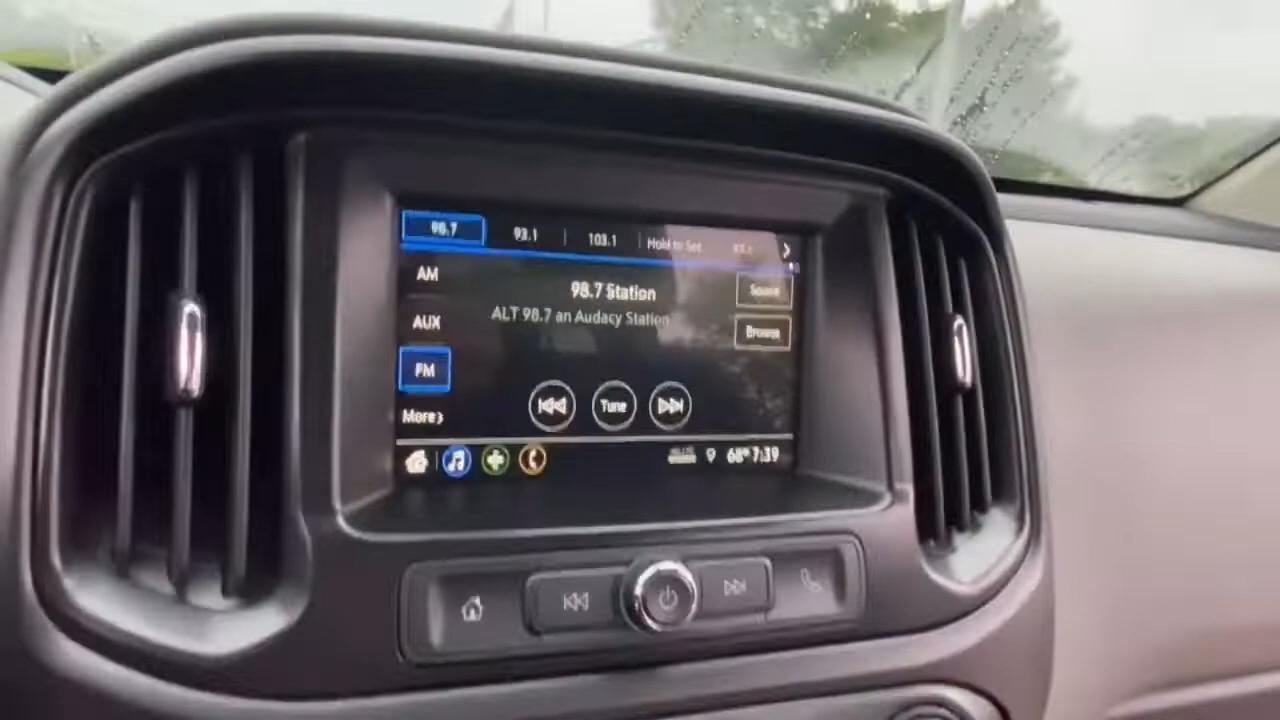 98.7 93.1 103.1 Hold to Set
AM
98.7 Station
Sound
ALT 98.7 an Audacy Station
AUX
Browse
FM
Tune
More
68° 7:39